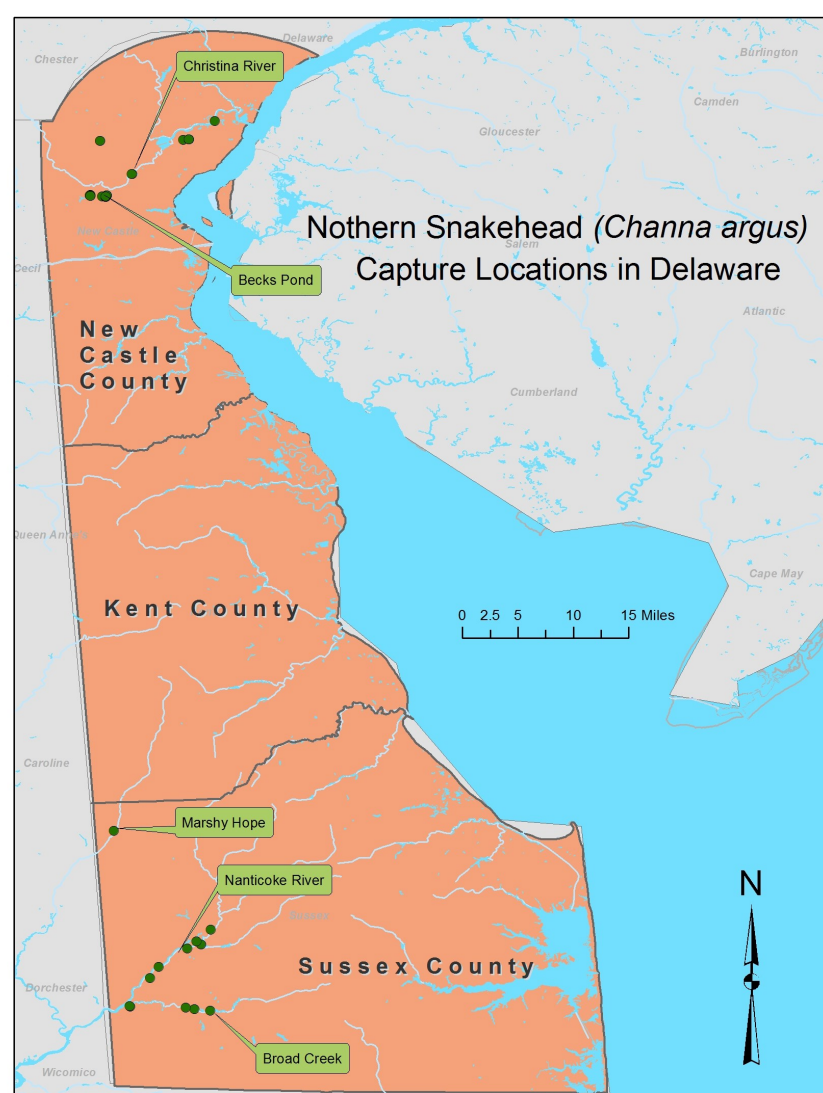 Delaware
Chester
Burlington
Christina River
Camden
Gloucester
Nothern Snakehead (Channa argus)
Capture Locations in Delaware
New Castle
Salem
Cecil
Becks Pond
Atlantic
New
Castle
County
Cumberland
Queen Anne's
Cape May
Kent County
0 2.5 5 10 15 Miles
Caroline
Marshy Hope
Nanticoke River
N
Sussex
Sussex County
Dorchester
Broad Creek
Wicomico